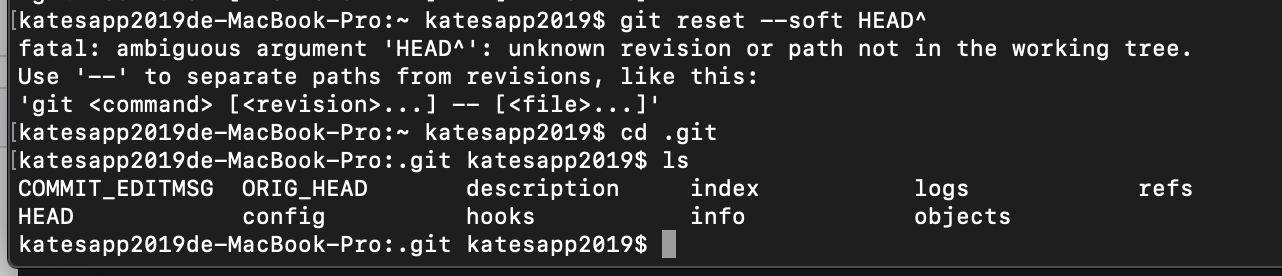 [katesapp2019de-MacBook-Pro:~ katesapp2019$ git reset --soft HEAD^
fatal: ambiguous argument 'HEAD^': unknown revision or path not in the working tree.
Use '--' to separate paths from revisions, like this:
'git <command> [<revision>...] -- [<file>...]'
[katesapp2019de-MacBook-Pro:~ katesapp2019$ cd .git
[katesapp2019de-MacBook-Pro:.git katesapp2019$ ls
COMMIT_EDITMSG  ORIG_HEAD       description     index           logs            refs
HEAD            config          hooks           info            objects
katesapp2019de-MacBook-Pro:.git katesapp2019$